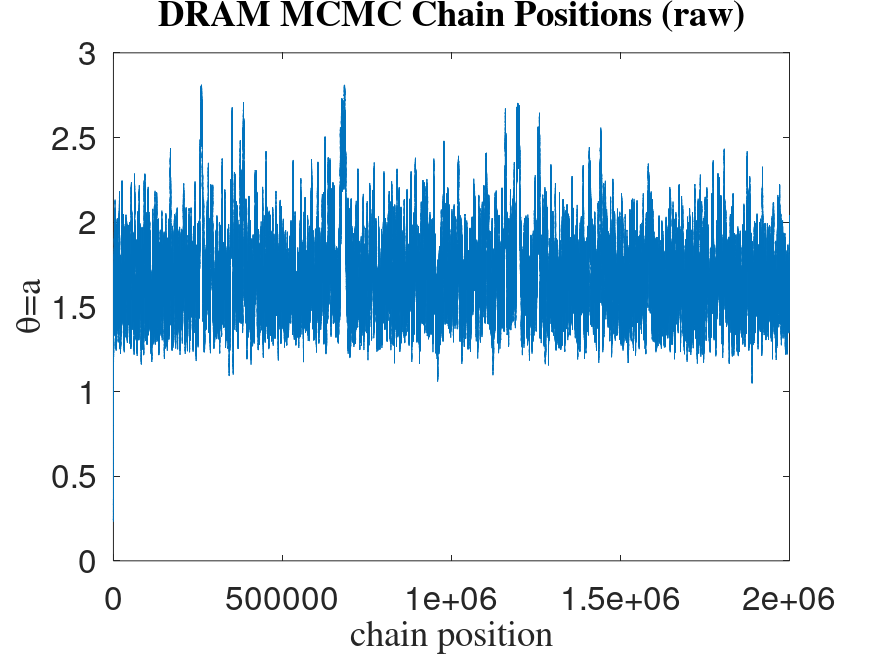 DRAM MCMC Chain Positions (raw)
3
2.5
2
1.5
1
0.5
0
θ=a
0 500000 1e+06 1.5e+06 2e+06
chain position